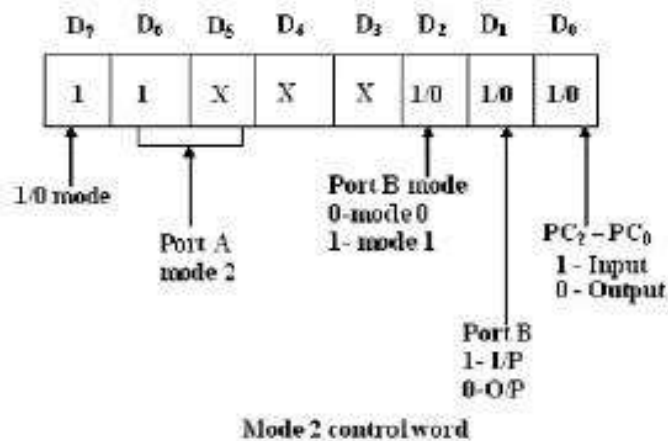 D₇ D₆ D₅ D₄ D₃ D₂ D₁ D₀
1 1 X X X 1/0 1/0 1/0
1/0 mode
Port A
mode 2
Port B mode
0-mode 0
1- mode 1
PC₂ – PC₀
1 - Input
0 - Output
Port B
1- I/P
0-O/P
Mode 2 control word